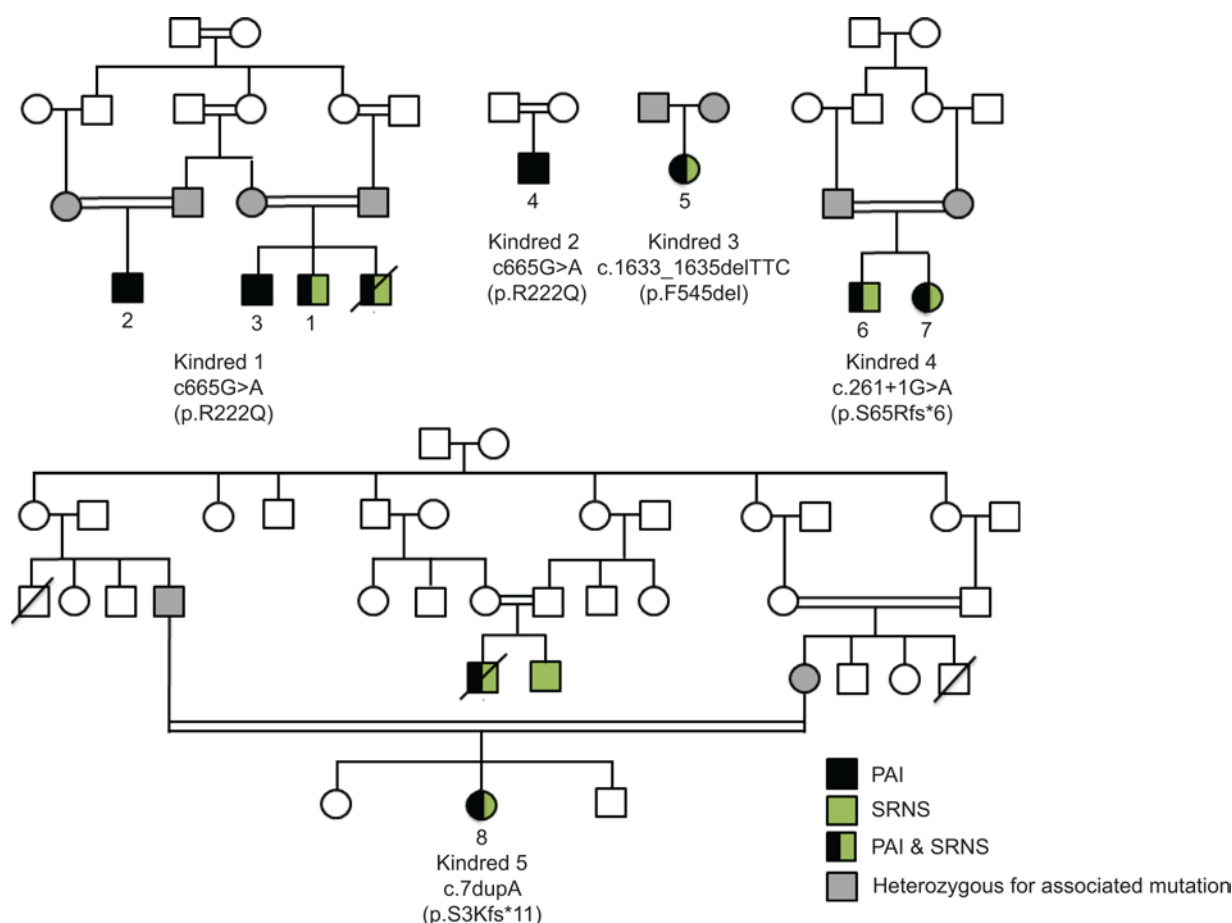 4
5
Kindred 2
c665G>A
(p.R222Q)
Kindred 3
c.1633_1635delTTC
(p.F545del)
2
3
1
6
7
Kindred 1
c665G>A
(p.R222Q)
Kindred 4
c.261+1G>A
(p.S65Rfs*6)
8
Kindred 5
c.7dupA
(p.S3Kfs*11)
PAI
SRNS
PAI & SRNS
Heterozygous for associated mutation